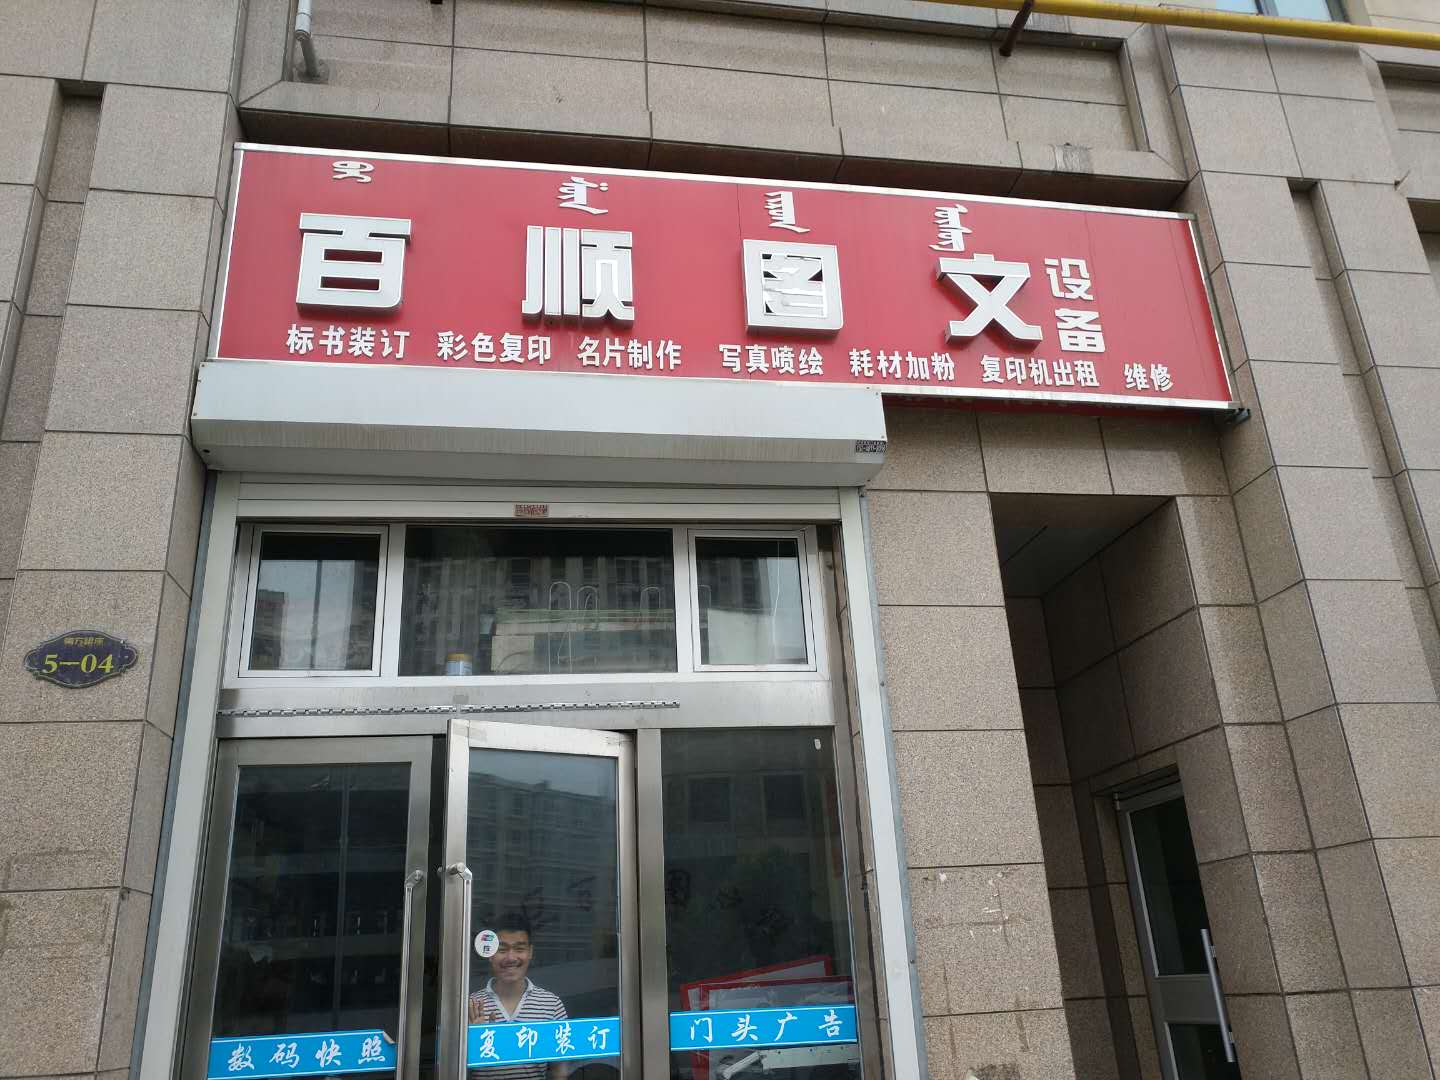 百顺图文设备
标书装订 彩色复印 名片制作 写真喷绘 耗材加粉 复印机出租 维修
5-04
数码快照
复印装订
门头广告